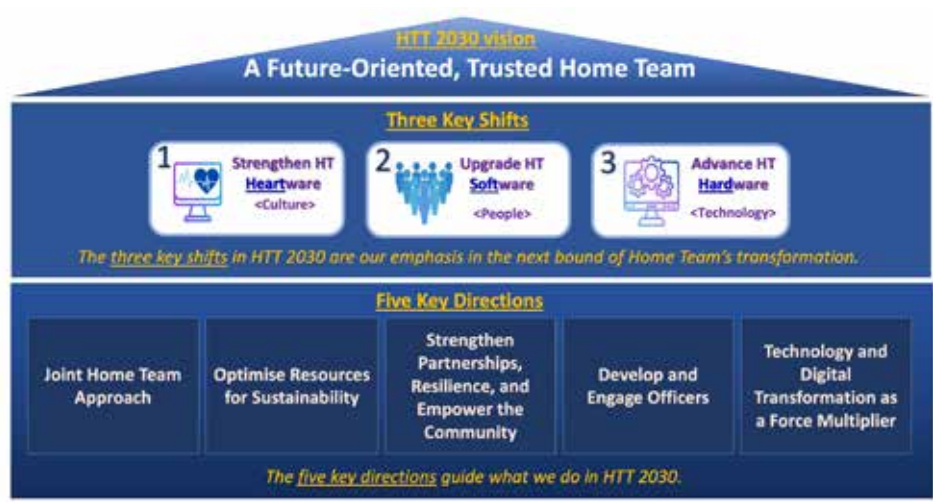 HTT 2030 vision
A Future-Oriented, Trusted Home Team
Three Key Shifts
1
Strengthen HT
Heartware
<Culture>
2
Upgrade HT
Software
<People>
3
Advance HT
Hardware
<Technology>
The three key shifts in HTT 2030 are our emphasis in the next bound of Home Team's transformation.
Five Key Directions
Joint Home Team
Approach
Optimise Resources
for Sustainability
Strengthen
Partnerships,
Resilience, and
Empower the
Community
Develop and
Engage Officers
Technology and
Digital
Transformation as
a Force Multiplier
The five key directions guide what we do in HTT 2030.